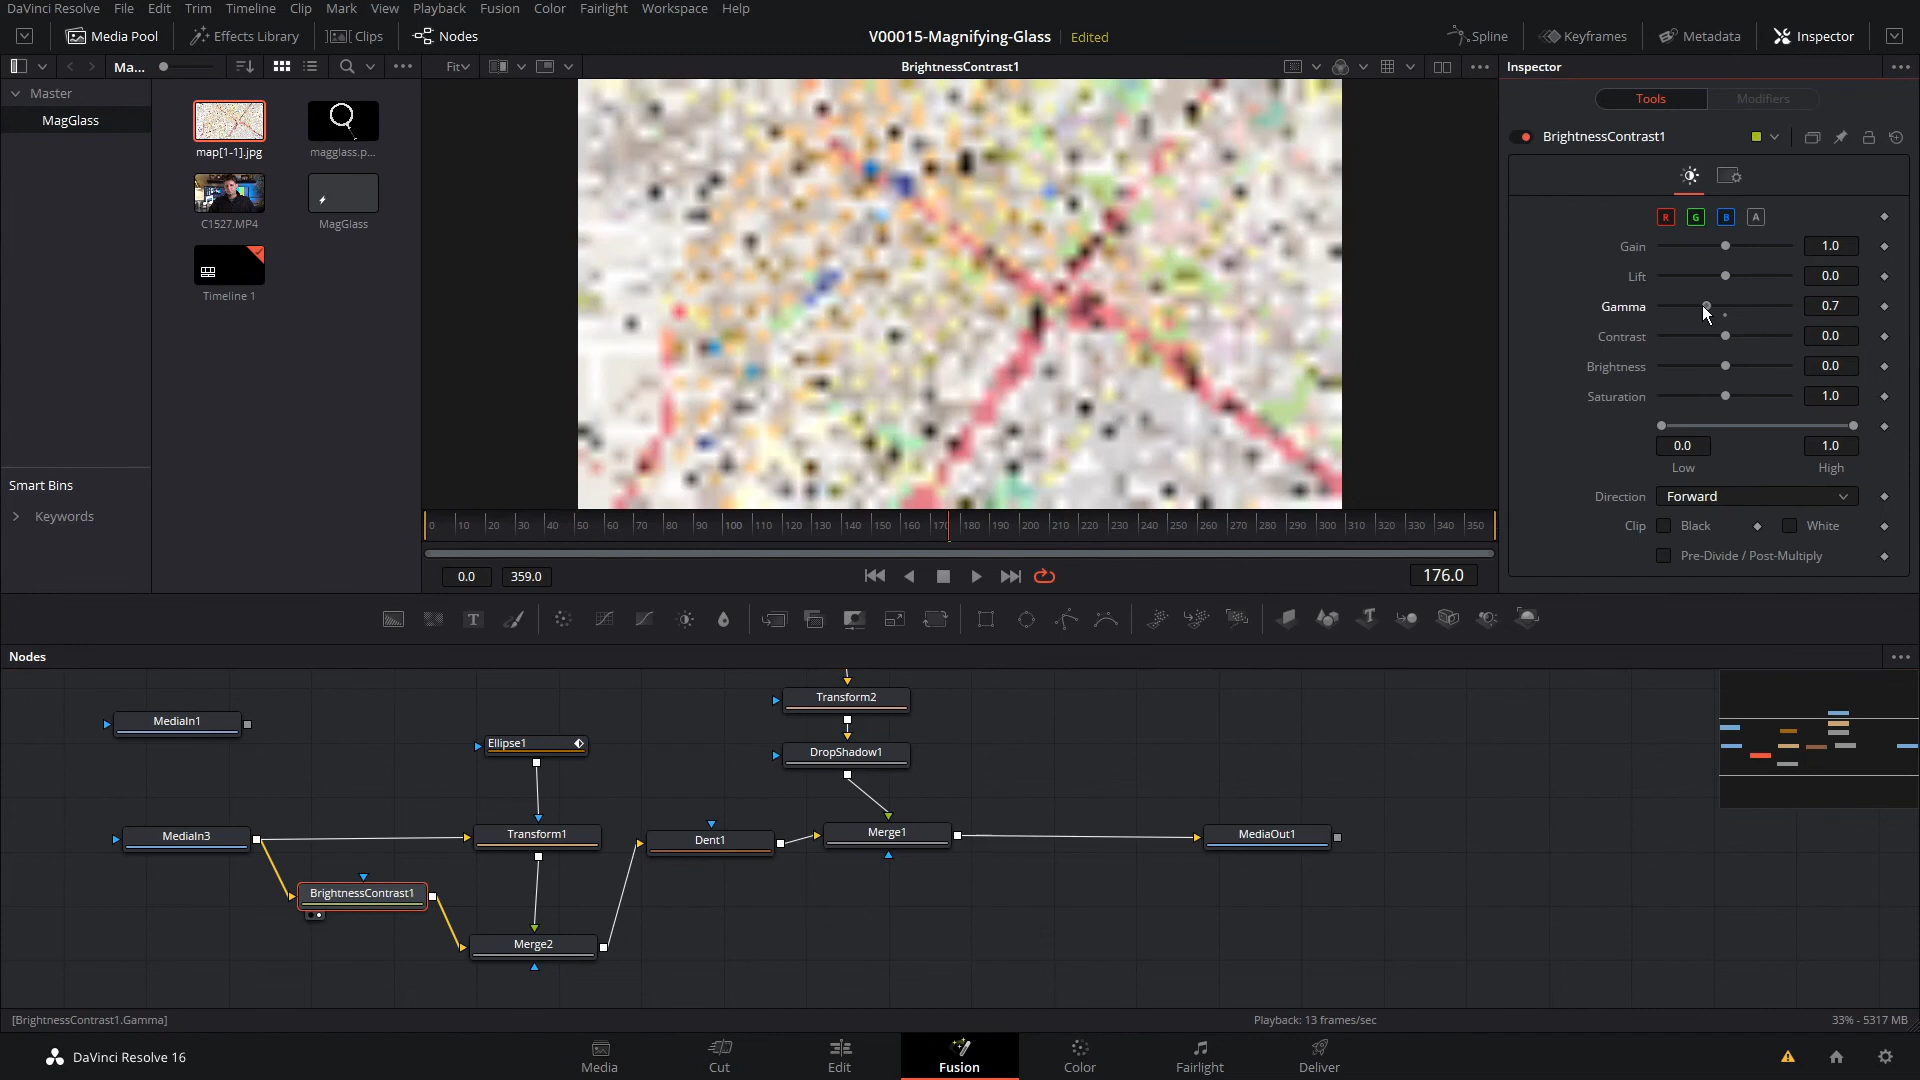 DaVinci Resolve File Edit Trim Timeline Clip Mark View Playback Fusion Color Fairlight Workspace Help
Media Pool Effects Library Clips Nodes V00015-Magnifying-Glass Edited Spline Keyframes Metadata Inspector
Ma... Fit BrightnessContrast1 Inspector
Master
MagGlass
map[1-1].jpg magglass.p...
C1527.MP4 MagGlass
Timeline 1
Smart Bins
Keywords
Tools Modifiers
BrightnessContrast1
R G B A
Gain 1.0
Lift 0.0
Gamma 0.7
Contrast 0.0
Brightness 0.0
Saturation 1.0
0.0 1.0
Low High
Direction Forward
Clip Black White
Pre-Divide / Post-Multiply
0 10 20 30 40 50 60 70 80 90 100 110 120 130 140 150 160 170 180 190 200 210 220 230 240 250 260 270 280 290 300 310 320 330 340 350
0.0 359.0 176.0
Nodes
Transform2
MediaIn1
Ellipse1
DropShadow1
MediaIn3
Transform1
Dent1
Merge1
MediaOut1
BrightnessContrast1
Merge2
[BrightnessContrast1.Gamma] Playback: 13 frames/sec 33% - 5317 MB
DaVinci Resolve 16 Media Cut Edit Fusion Color Fairlight Deliver